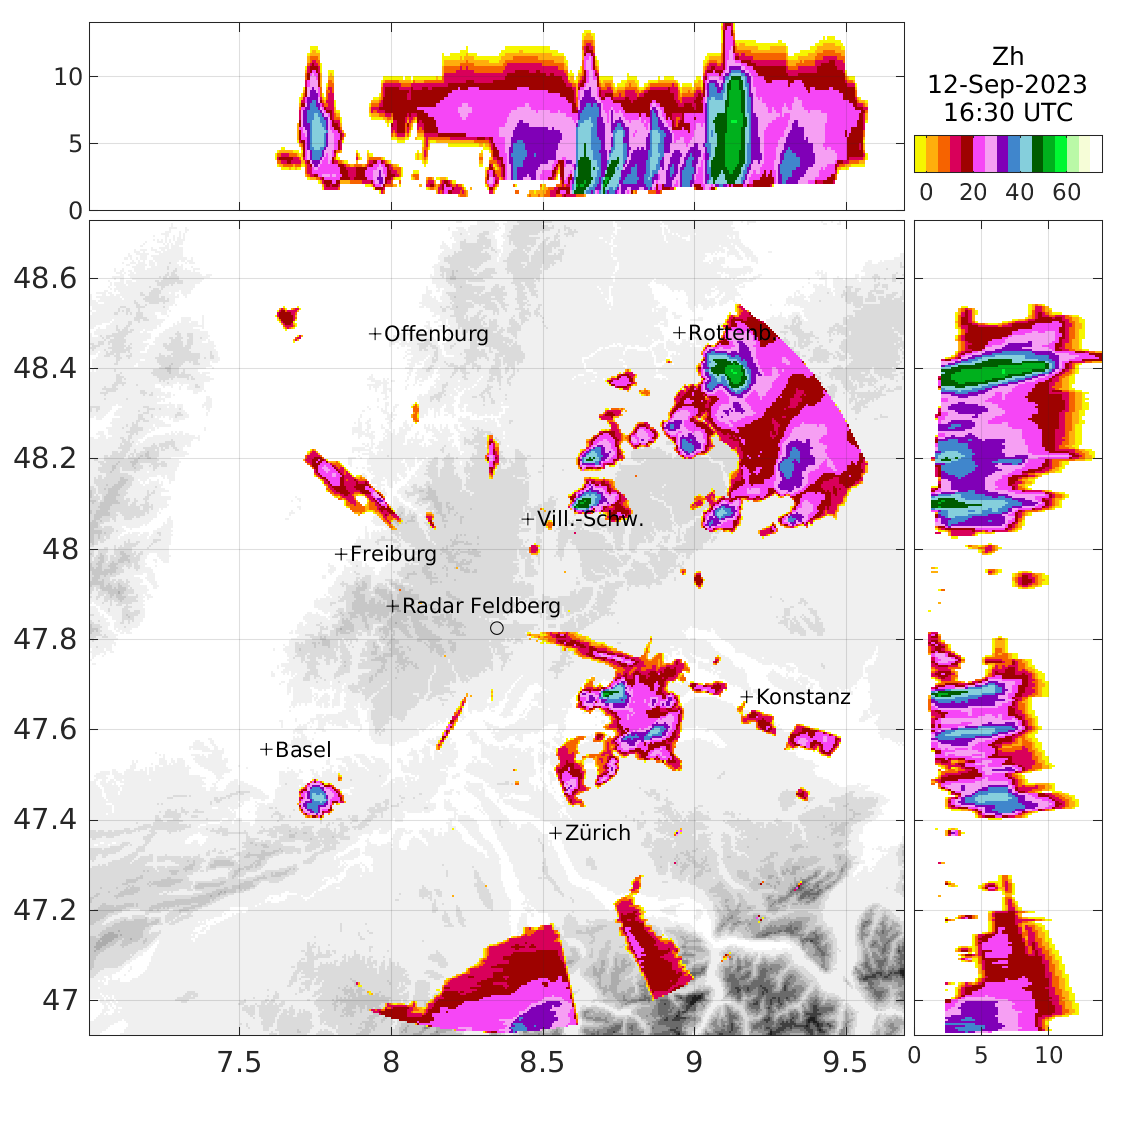 10
5
0
Zh
12-Sep-2023
16:30 UTC
0 20 40 60
48.6
48.4
48.2
48
47.8
47.6
47.4
47.2
47
+Offenburg
+Rottenb.
+Vill.-Schw.
+Freiburg
+Radar Feldberg
+Konstanz
+Basel
+Zürich
7.5 8 8.5 9 9.5
0 5 10